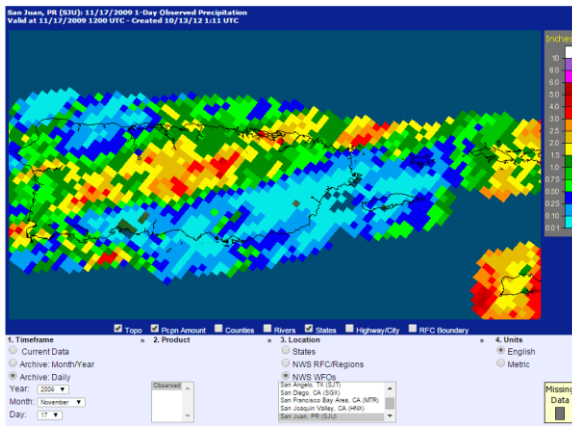 San Juan, PR (SJU): 11/17/2009 1-Day Observed Precipitation
Valid at 11/17/2009 1200 UTC - Created 10/13/12 1:11 UTC
Inches
10
8.0
6.0
5.0
4.0
3.0
2.5
2.0
1.5
1.0
0.75
0.50
0.25
0.10
0.01
Topo Pcpn Amount Counties Rivers States Highway/City RFC Boundary
1. Timeframe » 2. Product » 3. Location » 4. Units
Current Data
Archive: Month/Year
Archive: Daily
Year: 2009
Month: November
Day: 17
Observed
States
NWS RFC/Regions
NWS WFOs
San Angelo, TX (SJT)
San Diego, CA (SGX)
San Francisco Bay Area, CA (MTR)
San Joaquin Valley, CA (HNX)
San Juan, PR (SJU)
English
Metric
Missing
Data